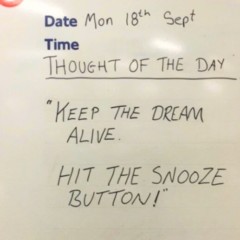 Date Mon 18th Sept
Time
THOUGHT OF THE DAY
"KEEP THE DREAM
ALIVE.
HIT THE SNOOZE
BUTTON!"